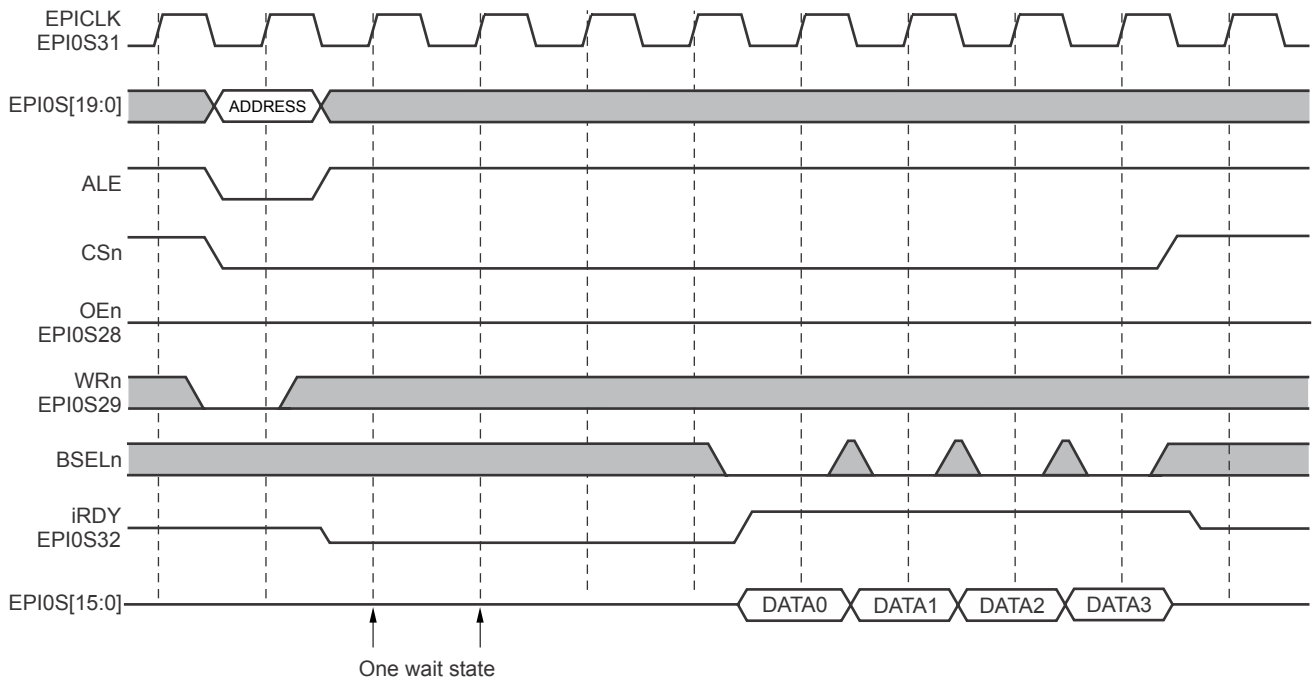 EPICLK
EPI0S31
EPI0S[19:0]
ADDRESS
ALE
CSn
OEn
EPI0S28
WRn
EPI0S29
BSELn
iRDY
EPI0S32
EPI0S[15:0]
DATA0
DATA1
DATA2
DATA3
One wait state